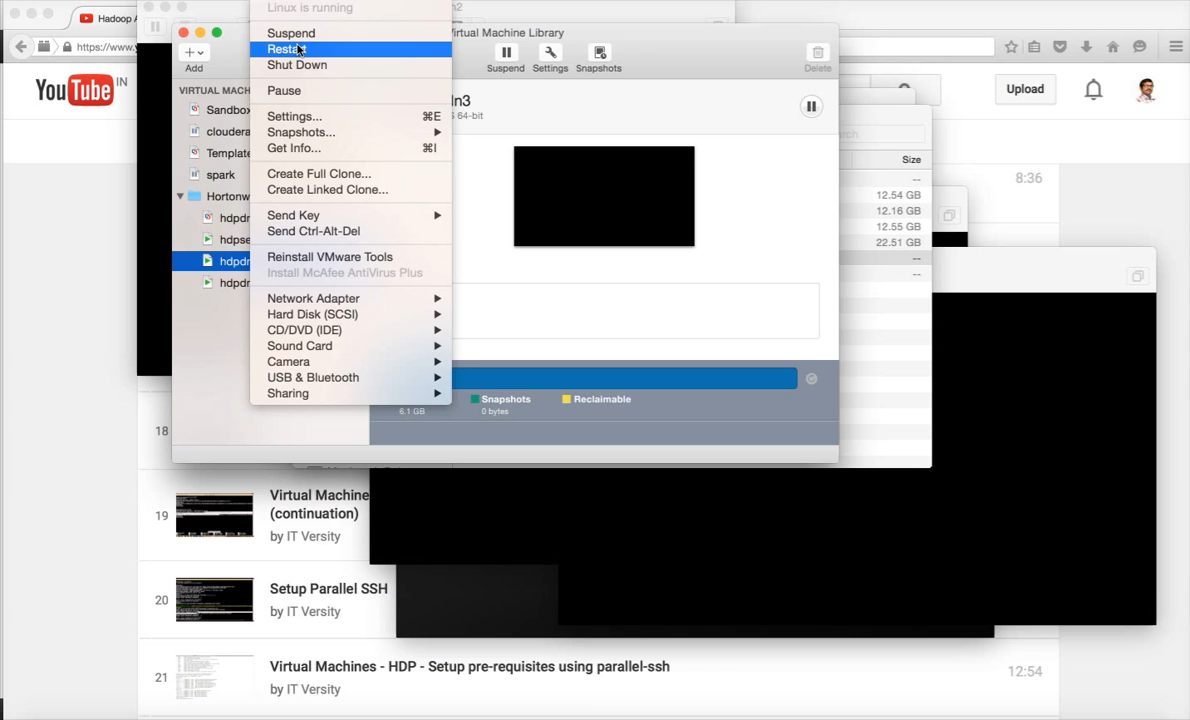 Hadoop A
https://www.y
Upload
YouTube IN
Linux is running
Suspend
Restart
Shut Down
Pause
Settings... ⌘E
Snapshots...
Get Info... ⌘I
Create Full Clone...
Create Linked Clone...
Send Key
Send Ctrl-Alt-Del
Reinstall VMware Tools
Install McAfee AntiVirus Plus
Network Adapter
Hard Disk (SCSI)
CD/DVD (IDE)
Sound Card
Camera
USB & Bluetooth
Sharing
Virtual Machine Library
Add
Suspend
Settings
Snapshots
Delete
VIRTUAL MACH
Sandbox
cloudera
Template
spark
Hortonw
hdpdn
hdpse
hdpdn
hdpdn
n3
64-bit
Snapshots
Reclaimable
6.1 GB
0 bytes
Size
--
12.54 GB
12.16 GB
12.55 GB
22.51 GB
--
--
8:36
18
19
Virtual Machine
(continuation)
by IT Versity
20
Setup Parallel SSH
by IT Versity
21
Virtual Machines - HDP - Setup pre-requisites using parallel-ssh
by IT Versity
12:54